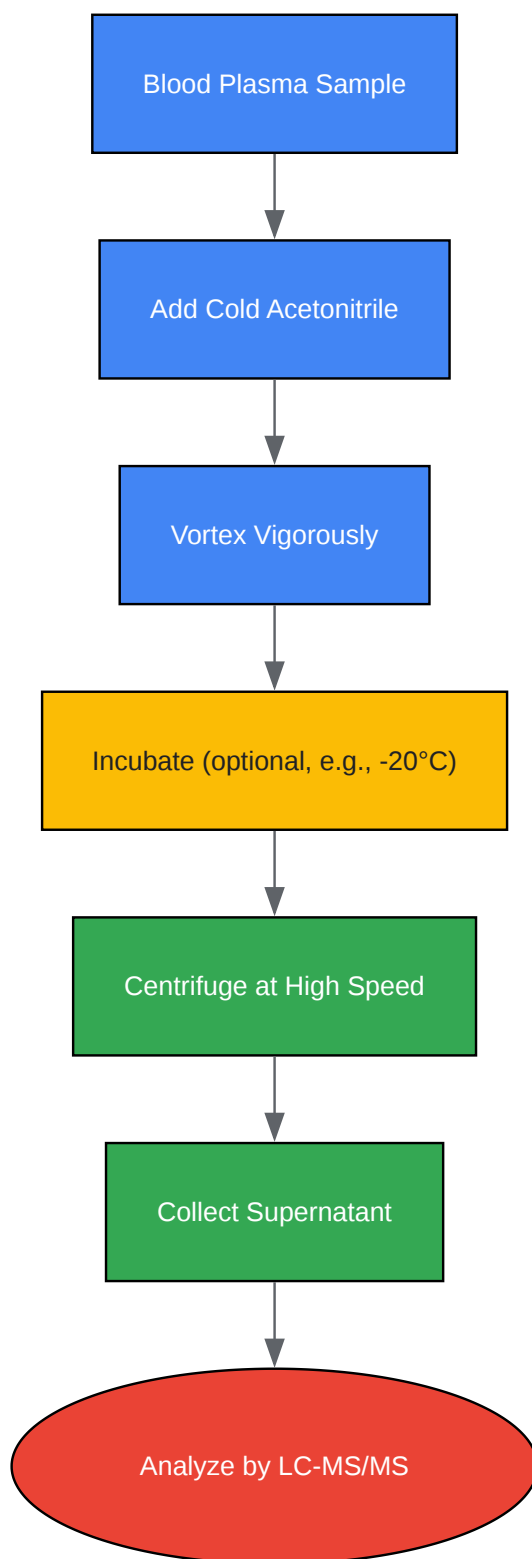 Blood Plasma Sample
Add Cold Acetonitrile
Vortex Vigorously
Incubate (optional, e.g., -20°C)
Centrifuge at High Speed
Collect Supernatant
Analyze by LC-MS/MS